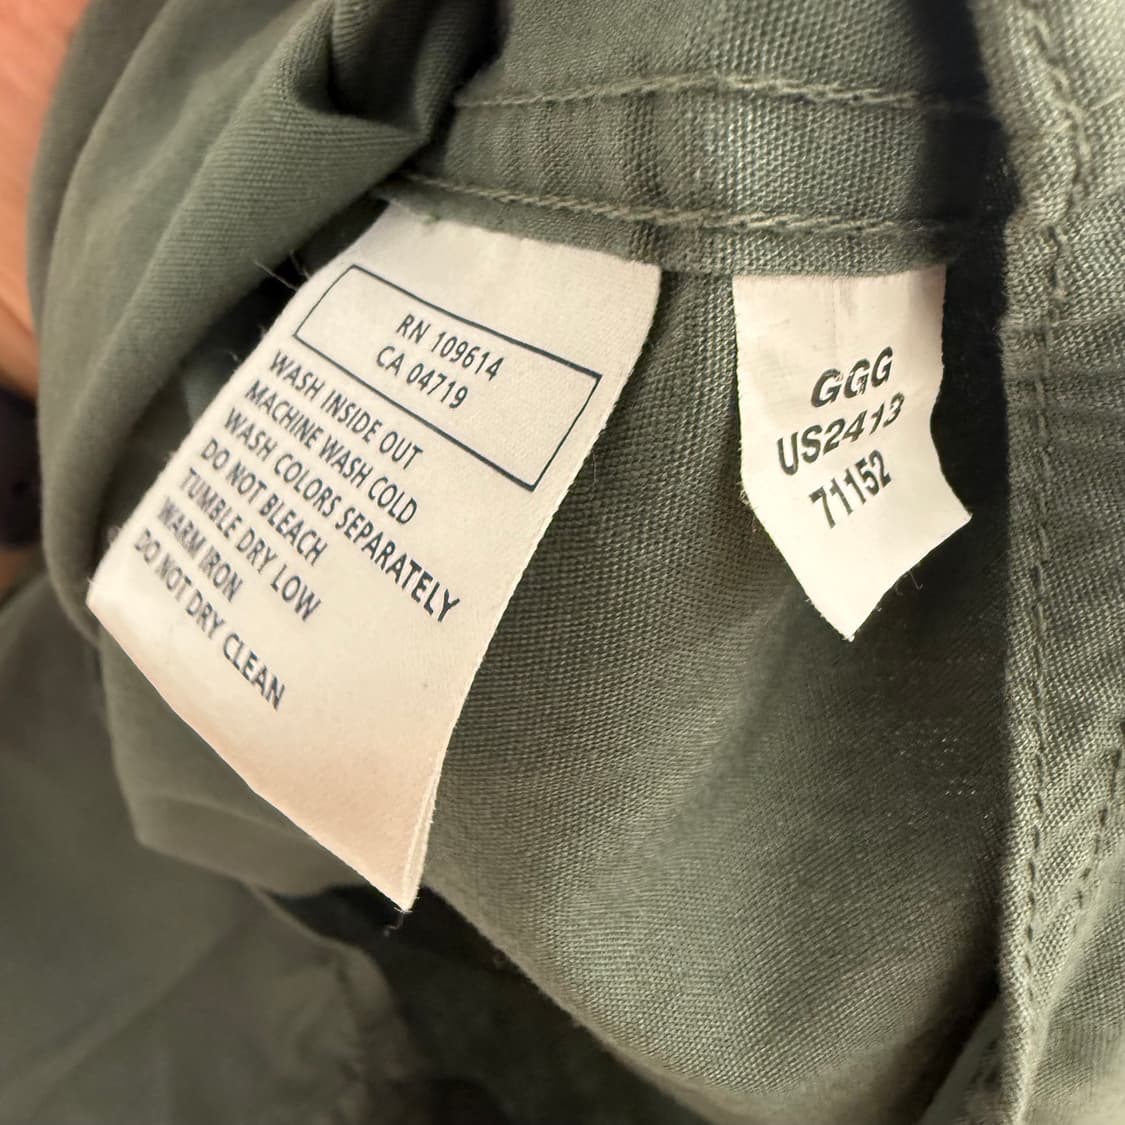 RN 109614
CA 04719
WASH INSIDE OUT
MACHINE WASH COLD
WASH COLORS SEPARATELY
DO NOT BLEACH
TUMBLE DRY LOW
WARM IRON
DO NOT DRY CLEAN
GGG
US2413
71152